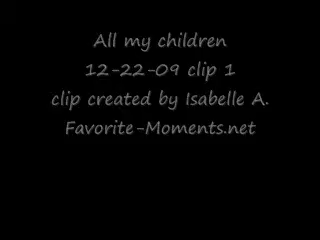 All my children
12-22-09 clip 1
clip created by Isabelle A.
Favorite-Moments.net